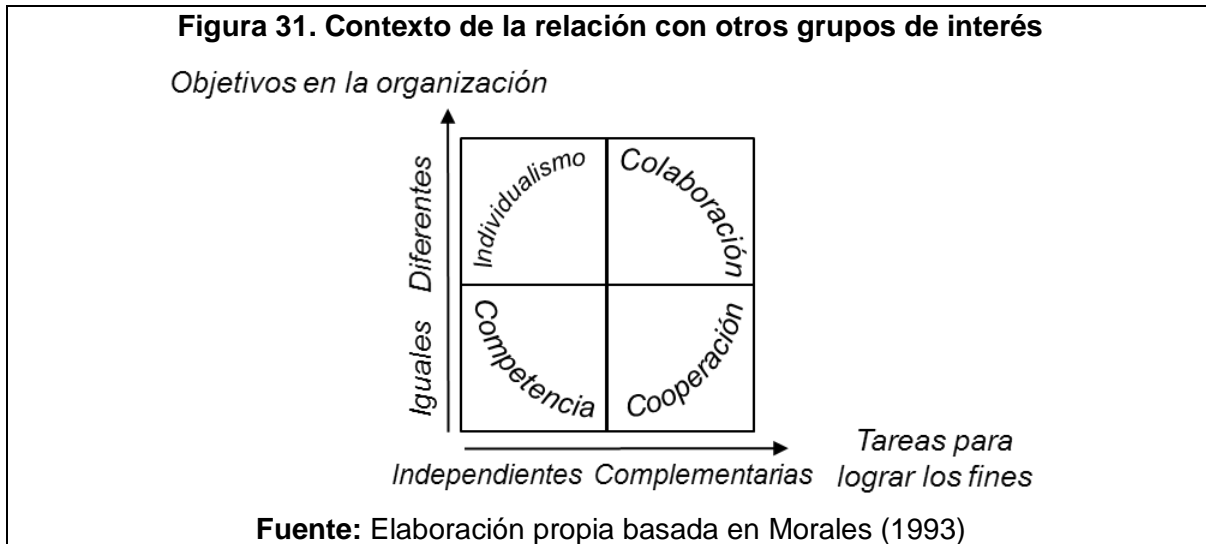 Figura 31. Contexto de la relación con otros grupos de interés
Objetivos en la organización
Diferentes
Individualismo
Colaboración
Iguales
Competencia
Cooperación
Independientes Complementarias
Tareas para
lograr los fines
Fuente: Elaboración propia basada en Morales (1993)